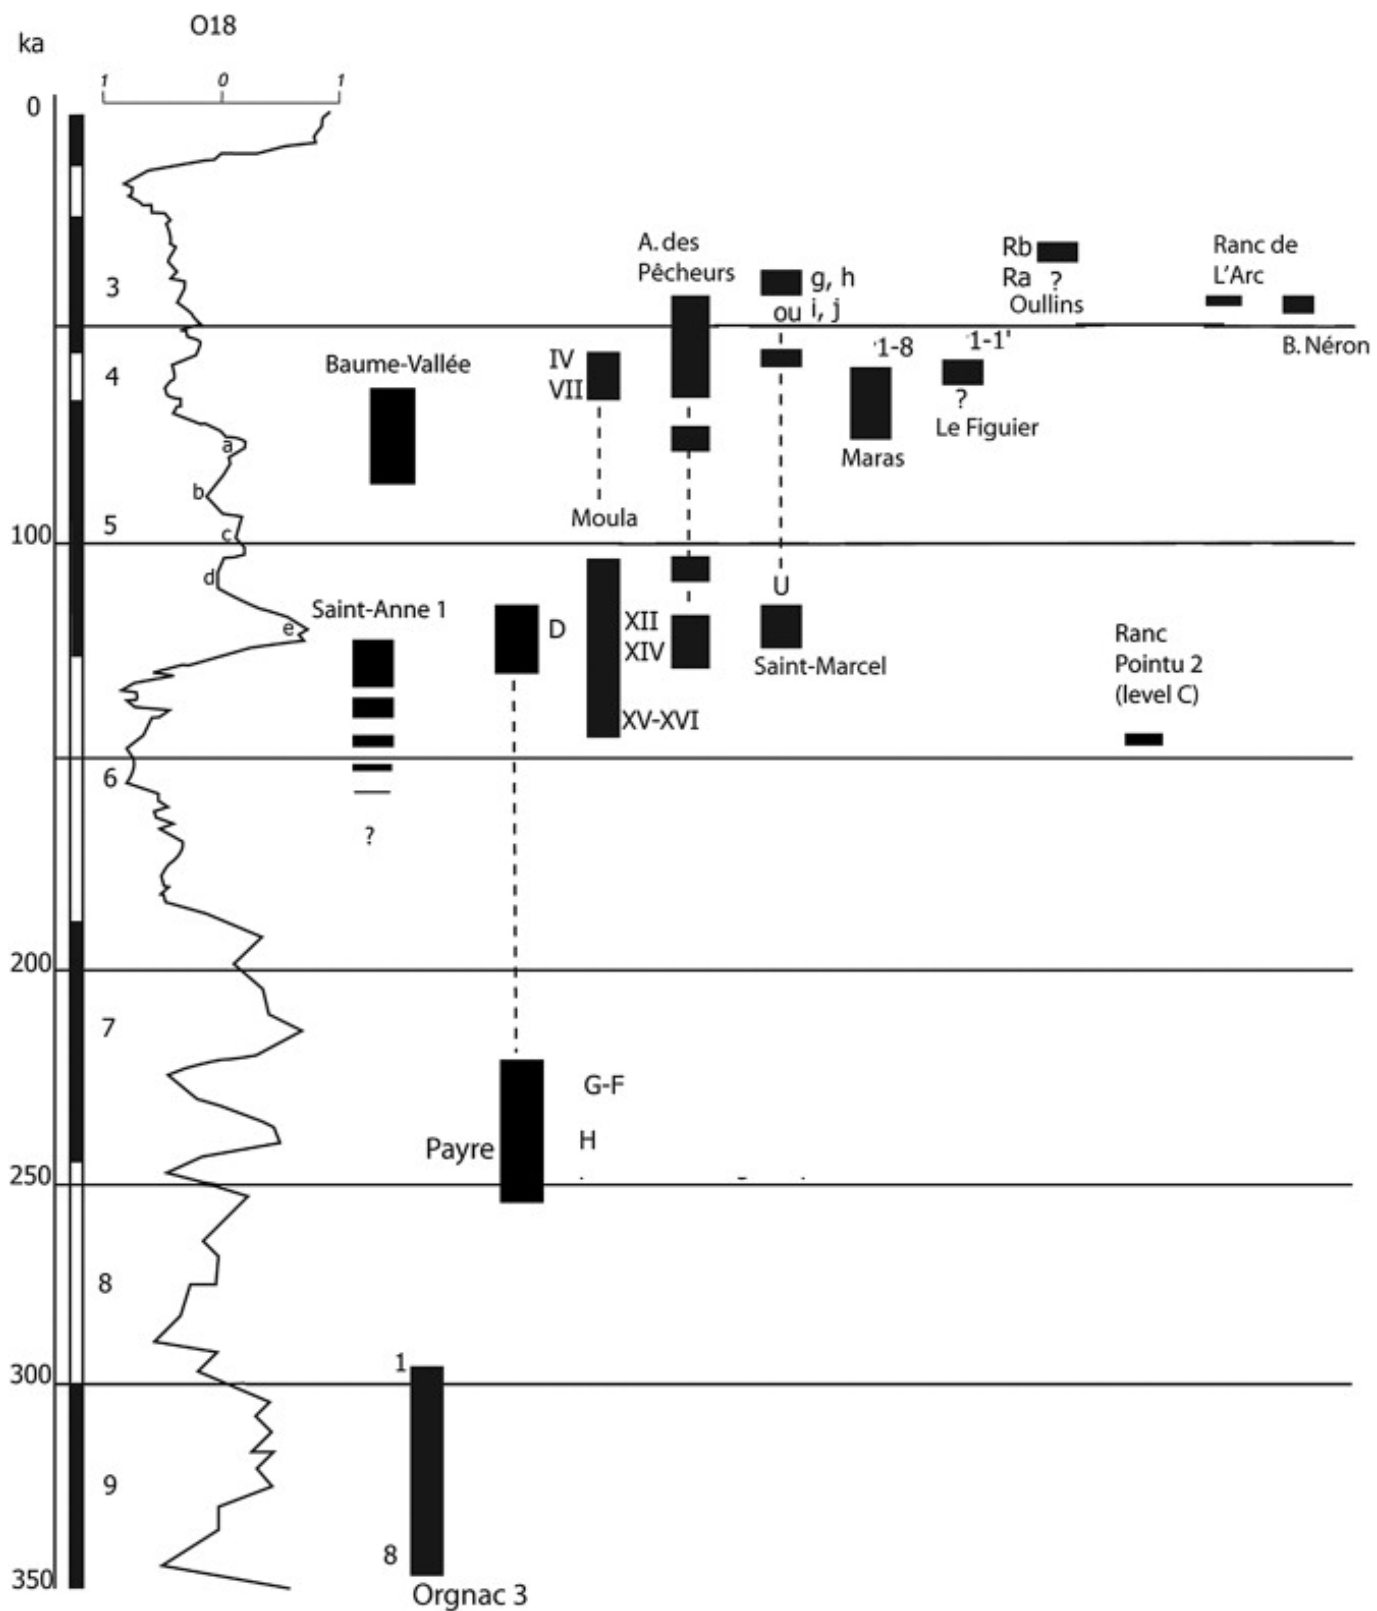 O18
ka
1 0 1
0
A. des
Pêcheurs
g, h
ou i, j
Rb
Ra ?
Oullins
Ranc de
L'Arc
3
B. Néron
4
Baume-Vallée
IV
VII
'1-8
'1-1'
?
Le Figuier
Maras
a
b
Moula
5
c
100
d
U
Saint-Anne 1
e
D
XII
XIV
Saint-Marcel
Ranc
Pointu 2
(level C)
XV-XVI
6
?
200
7
G-F
H
Payre
250
8
300
1
9
8
350
Orgnac 3